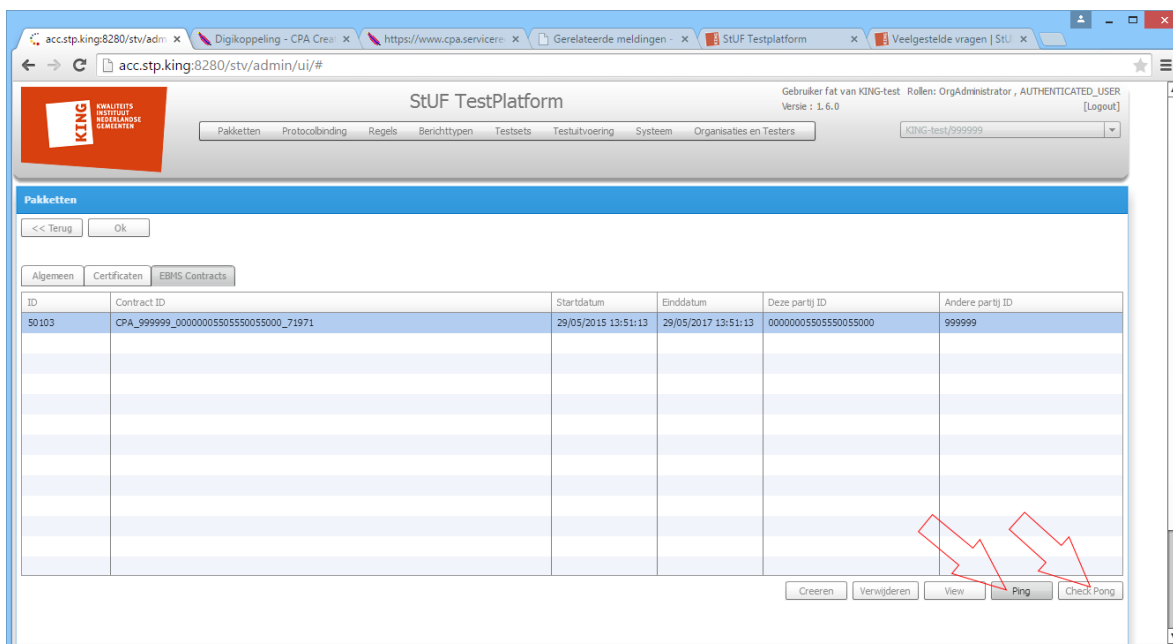 acc.stp.king:8280/stv/adm
Digikoppeling - CPA Crea
https://www.cpa.servicere
Gerelateerde meldingen -
StUF Testplatform
Veelgestelde vragen | StU
acc.stp.king:8280/stv/admin/ui/#
KING
KWALITEITS
INSTITUUT
NEDERLANDSE
GEMEENTEN
StUF TestPlatform
Gebruiker fat van KING-test Rollen: OrgAdministrator , AUTHENTICATED_USER
Versie : 1.6.0
[Logout]
Pakketten Protocolbinding Regels Berichttypen Testsets Testuitvoering Systeem Organisaties en Testers
KING-test/999999
Pakketten
<< Terug Ok
Algemeen Certificaten EBMS Contracts
ID Contract ID Startdatum Einddatum Deze partij ID Andere partij ID
50103 CPA_999999_00000005505550055000_71971 29/05/2015 13:51:13 29/05/2017 13:51:13 00000005505550055000 999999
Creeren Verwijderen View Ping Check Pong